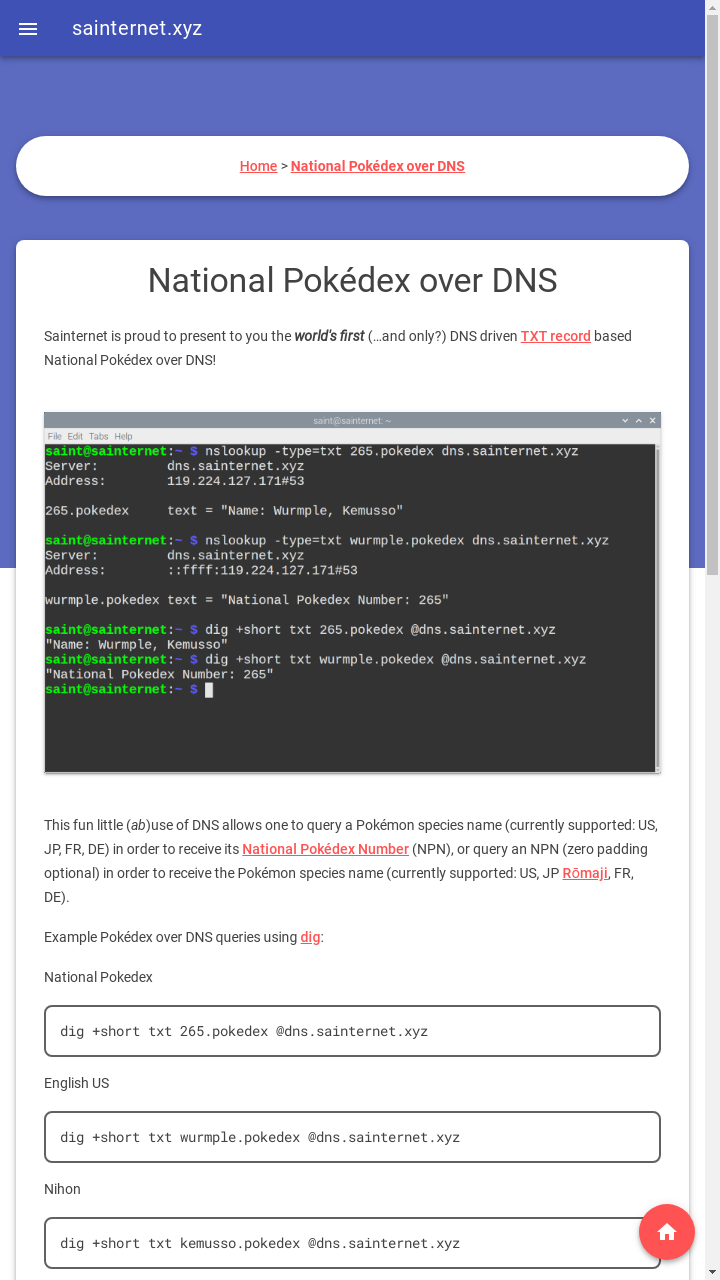 sainternet.xyz
Home > National Pokédex over DNS
National Pokédex over DNS
Sainternet is proud to present to you the world's first (…and only?) DNS driven TXT record based
National Pokédex over DNS!
saint@sainternet: ~
File Edit Tabs Help
saint@sainternet:~ $ nslookup -type=txt 265.pokedex dns.sainternet.xyz
Server: dns.sainternet.xyz
Address: 119.224.127.171#53
265.pokedex text = "Name: Wurmple, Kemusso"
saint@sainternet:~ $ nslookup -type=txt wurmple.pokedex dns.sainternet.xyz
Server: dns.sainternet.xyz
Address: ::ffff:119.224.127.171#53
wurmple.pokedex text = "National Pokedex Number: 265"
saint@sainternet:~ $ dig +short txt 265.pokedex @dns.sainternet.xyz
"Name: Wurmple, Kemusso"
saint@sainternet:~ $ dig +short txt wurmple.pokedex @dns.sainternet.xyz
"National Pokedex Number: 265"
saint@sainternet:~ $
This fun little (ab)use of DNS allows one to query a Pokémon species name (currently supported: US,
JP, FR, DE) in order to receive its National Pokédex Number (NPN), or query an NPN (zero padding
optional) in order to receive the Pokémon species name (currently supported: US, JP Rōmaji, FR,
DE).
Example Pokédex over DNS queries using dig:
National Pokedex
dig +short txt 265.pokedex @dns.sainternet.xyz
English US
dig +short txt wurmple.pokedex @dns.sainternet.xyz
Nihon
dig +short txt kemusso.pokedex @dns.sainternet.xyz